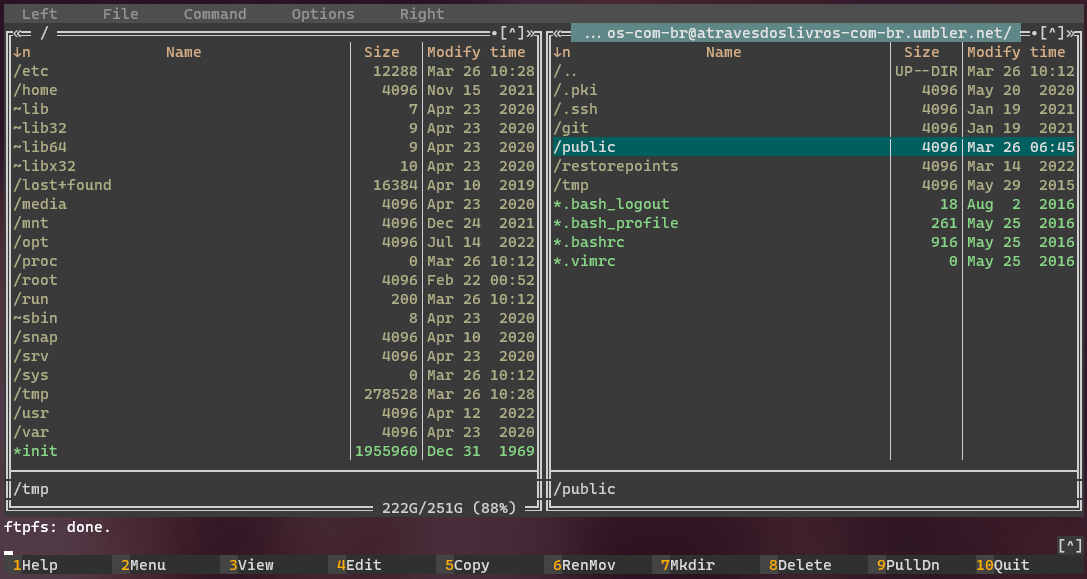 Left File Command Options Right
«═ / •[^]» «═ ...os-com-br@atravesdoslivros-com-br.umbler.net/ •[^]»
↓n Name Size Modify time ↓n Name Size Modify time
/etc 12288 Mar 26 10:28 /.. UP--DIR Mar 26 10:12
/home 4096 Nov 15 2021 /.pki 4096 May 20 2020
~lib 7 Apr 23 2020 /.ssh 4096 Jan 19 2021
~lib32 9 Apr 23 2020 /git 4096 Jan 19 2021
~lib64 9 Apr 23 2020 /public 4096 Mar 26 06:45
~libx32 10 Apr 23 2020 /restorepoints 4096 Mar 14 2022
/lost+found 16384 Apr 10 2019 /tmp 4096 May 29 2015
/media 4096 Apr 23 2020 *.bash_logout 18 Aug 2 2016
/mnt 4096 Dec 24 2021 *.bash_profile 261 May 25 2016
/opt 4096 Jul 14 2022 *.bashrc 916 May 25 2016
/proc 0 Mar 26 10:12 *.vimrc 0 May 25 2016
/root 4096 Feb 22 00:52
/run 200 Mar 26 10:12
~sbin 8 Apr 23 2020
/snap 4096 Apr 10 2020
/srv 4096 Apr 23 2020
/sys 0 Mar 26 10:12
/tmp 278528 Mar 26 10:28
/usr 4096 Apr 12 2022
/var 4096 Apr 23 2020
*init 1955960 Dec 31 1969
/tmp /public
222G/251G (88%)
ftpfs: done.
[^]
1Help 2Menu 3View 4Edit 5Copy 6RenMov 7Mkdir 8Delete 9PullDn 10Quit